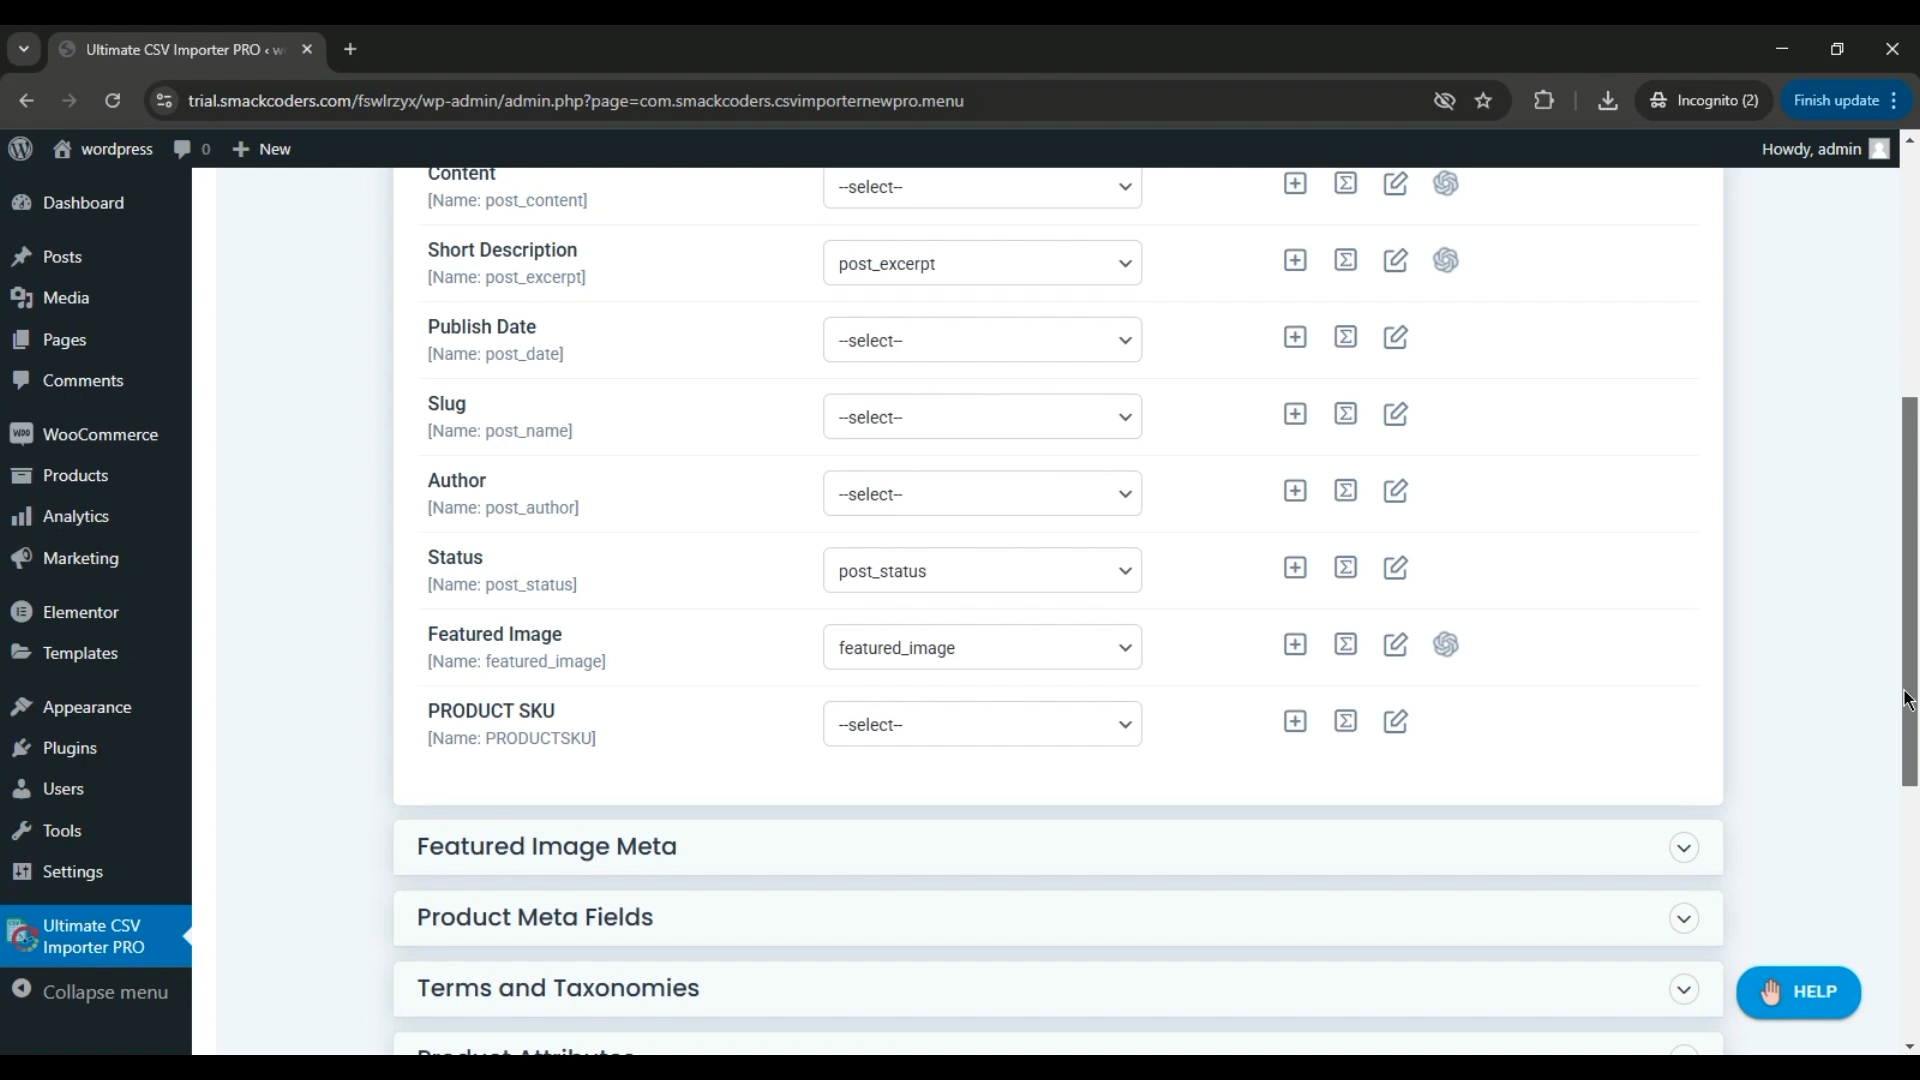 Ultimate CSV Importer PRO ‹ w
trial.smackcoders.com/fswlrzyx/wp-admin/admin.php?page=com.smackcoders.csvimporternewpro.menu
Incognito (2)
Finish update
wordpress
0
New
Howdy, admin
Dashboard
Posts
Media
Pages
Comments
WooCommerce
Products
Analytics
Marketing
Elementor
Templates
Appearance
Plugins
Users
Tools
Settings
Ultimate CSV
Importer PRO
Collapse menu
Content
[Name: post_content]
--select--
Short Description
[Name: post_excerpt]
post_excerpt
Publish Date
[Name: post_date]
--select--
Slug
[Name: post_name]
--select--
Author
[Name: post_author]
--select--
Status
[Name: post_status]
post_status
Featured Image
[Name: featured_image]
featured_image
PRODUCT SKU
[Name: PRODUCTSKU]
--select--
Featured Image Meta
Product Meta Fields
Terms and Taxonomies
Product Attributes
HELP